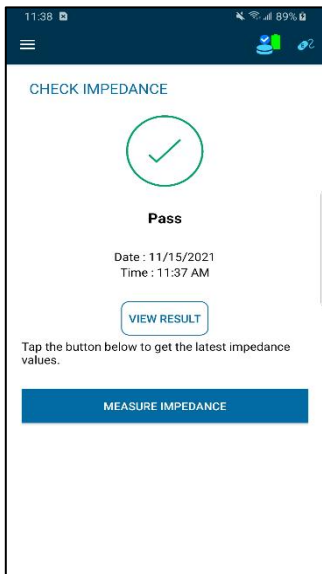 11:38 89%
CHECK IMPEDANCE
Pass
Date : 11/15/2021
Time : 11:37 AM
VIEW RESULT
Tap the button below to get the latest impedance
values.
MEASURE IMPEDANCE